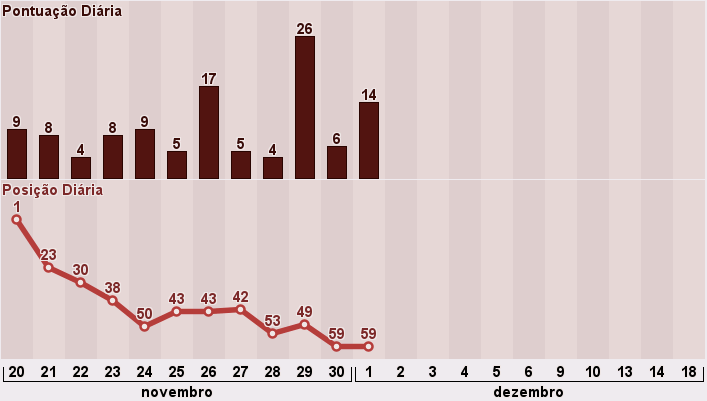 Pontuação Diária
9 8 4 8 9 5 17 5 4 26 6 14
Posição Diária
1 23 30 38 50 43 43 42 53 49 59 59
20 21 22 23 24 25 26 27 28 29 30 1 2 3 4 5 6 9 10 13 14 18
novembro dezembro